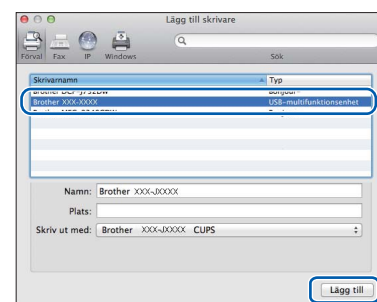 Lägg till skrivare
Förval Fax IP Windows Sök
Skrivarnamn Typ
Brother XXX-XXXX USB-multifunktionsenhet
Namn: Brother XXX-JXXXX
Plats:
Skriv ut med: Brother XXX-JXXXX CUPS
Lägg till